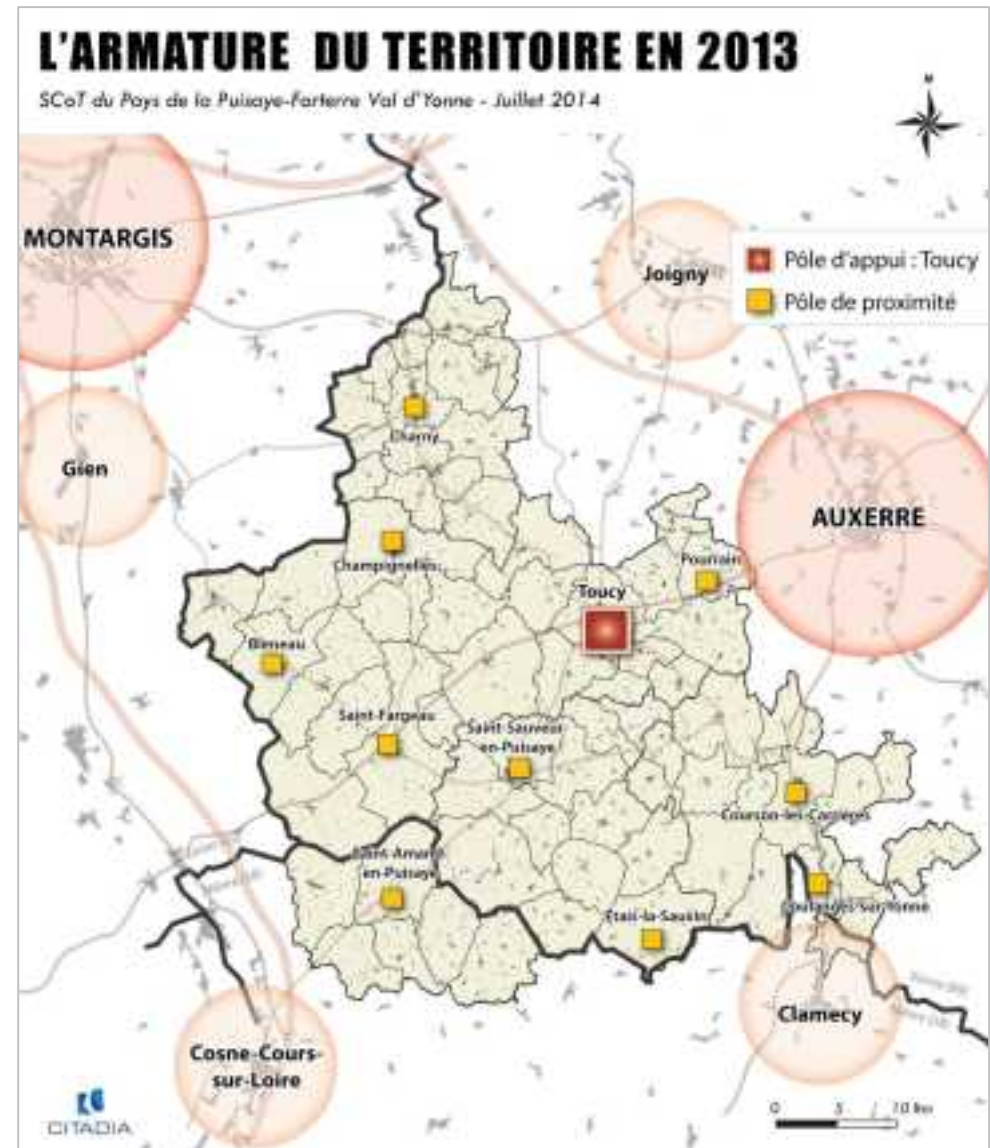 L'ARMATURE DU TERRITOIRE EN 2013
SCoT du Pays de la Puisaye-Forterre Val d'Yonne - Juillet 2014
N
MONTARGIS
Joigny
Pôle d'appui : Toucy
Pôle de proximité
Charny
Gien
AUXERRE
Champignelles
Pourrain
Toucy
Bléneau
Saint-Fargeau
Saint-Sauveur
en-Puisaye
Courson-les-Carrières
Saint-Amand
en-Puisaye
Coulanges-sur-Yonne
Etais-la-Sauvin
Clamecy
Cosne-Cours-
sur-Loire
CITADIA
0 5 10 km